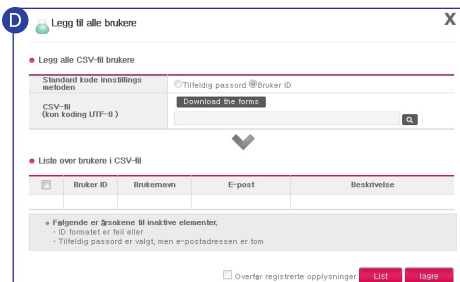 D
Legg til alle brukere X
Legg alle CSV-fil brukere
Standard kode innstillings
metoden
Tilfeldig passord Bruker ID
CSV-fil
(kun koding UTF-8 )
Download the forms
Liste over brukere i CSV-fil
Bruker ID Brukernavn E-post Beskrivelse
Følgende er årsakene til inaktive elementer,
- ID formatet er feil eller
- Tilfeldig passord er valgt, men e-postadressen er tom
Overfør registrerte opplysninger List lagre